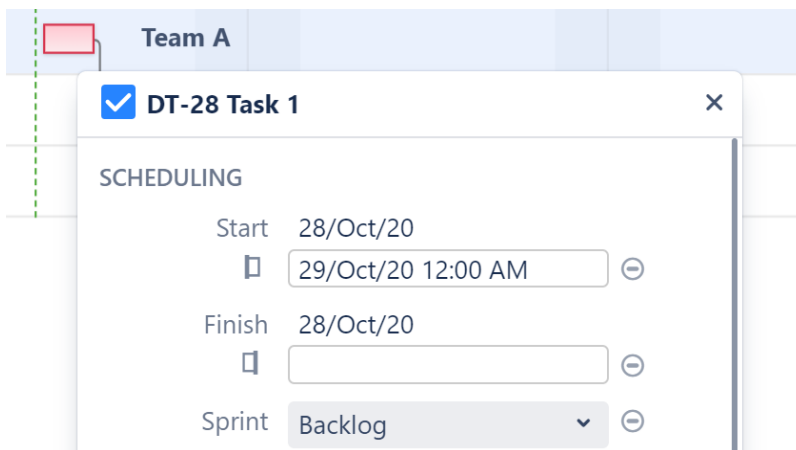 Team A
DT-28 Task 1
SCHEDULING
Start 28/Oct/20
29/Oct/20 12:00 AM
Finish 28/Oct/20
Sprint Backlog